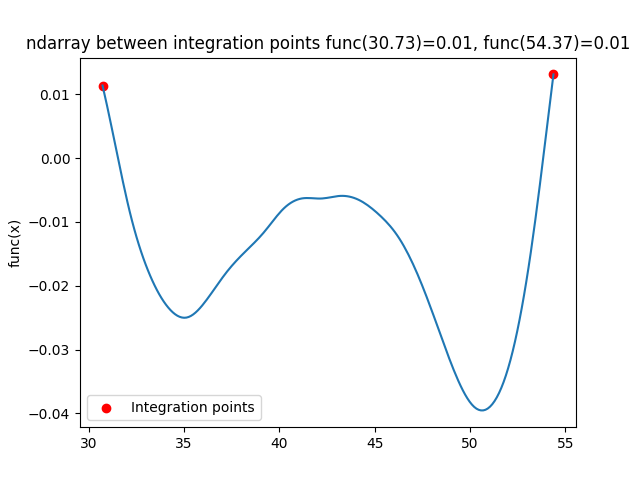 ndarray between integration points func(30.73)=0.01, func(54.37)=0.01
func(x)
0.01
0.00
−0.01
−0.02
−0.03
−0.04
Integration points
30 35 40 45 50 55